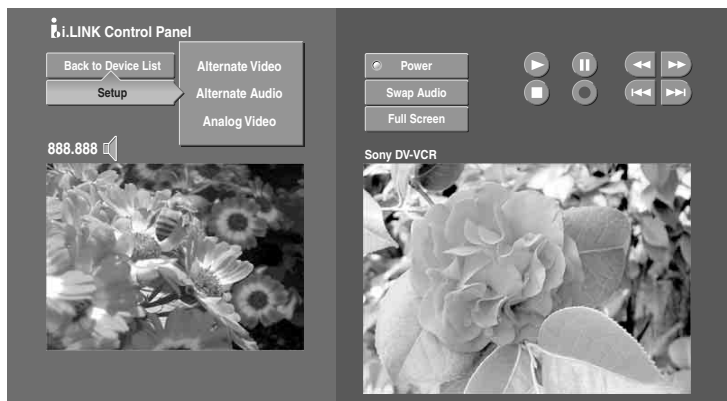 i.LINK Control Panel
Back to Device List
Setup
Alternate Video
Alternate Audio
Analog Video
888.888
Power
Swap Audio
Full Screen
Sony DV-VCR